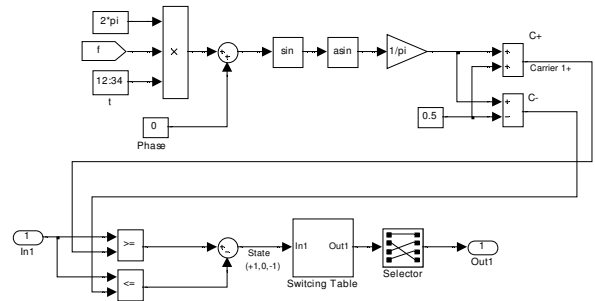 2*pi
f
12:34
t
×
0
Phase
+
+
sin
asin
1/pi
C+
+
+
Carrier 1+
C-
0.5
+
−
1
In1
>=
<=
+
−
State
(+1,0,-1)
In1 Out1
Switcing Table
Selector
1
Out1